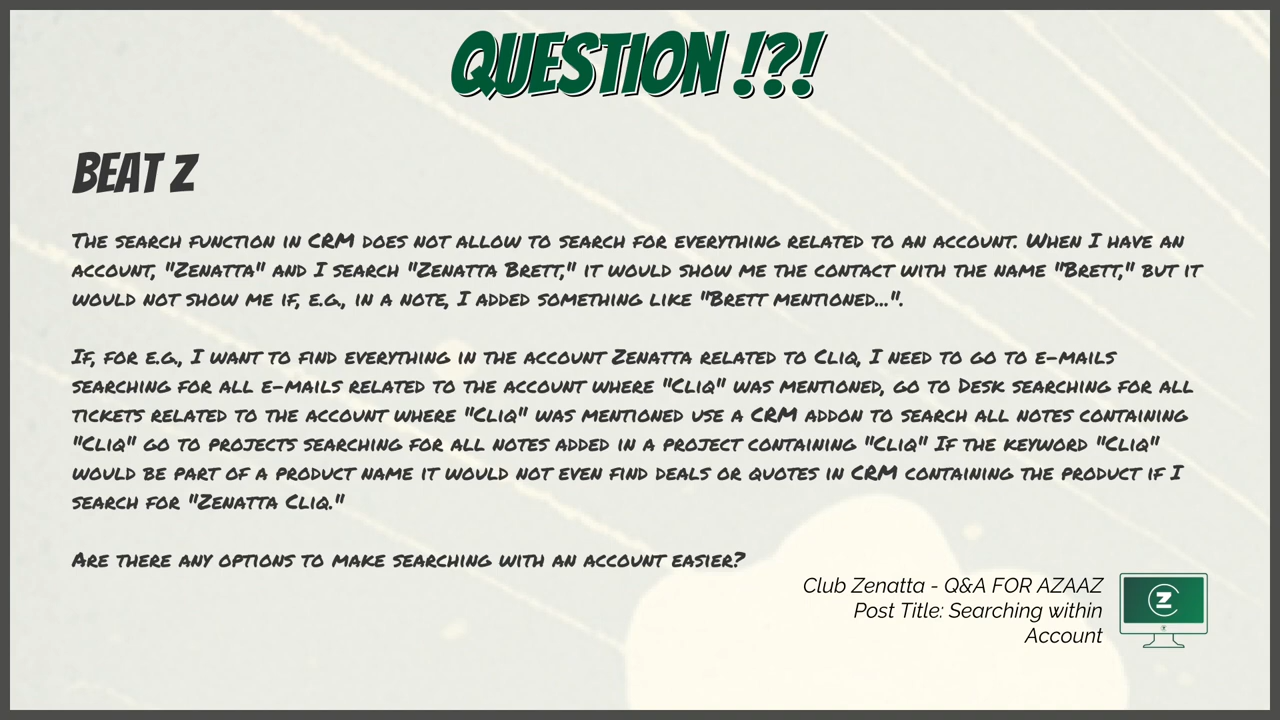 QUESTION !?!
BEAT Z
The search function in CRM does not allow to search for everything related to an account. When I have an
account, "Zenatta" and I search "Zenatta Brett," it would show me the contact with the name "Brett," but it
would not show me if, e.g., in a note, I added something like "Brett mentioned...".
If, for e.g., I want to find everything in the account Zenatta related to Cliq, I need to go to e-mails
searching for all e-mails related to the account where "Cliq" was mentioned, go to Desk searching for all
tickets related to the account where "Cliq" was mentioned use a CRM addon to search all notes containing
"Cliq" go to projects searching for all notes added in a project containing "Cliq" If the keyword "Cliq"
would be part of a product name it would not even find deals or quotes in CRM containing the product if I
search for "Zenatta Cliq."
Are there any options to make searching with an account easier?
Club Zenatta - Q&A FOR AZAAZ
Post Title: Searching within
Account
Z